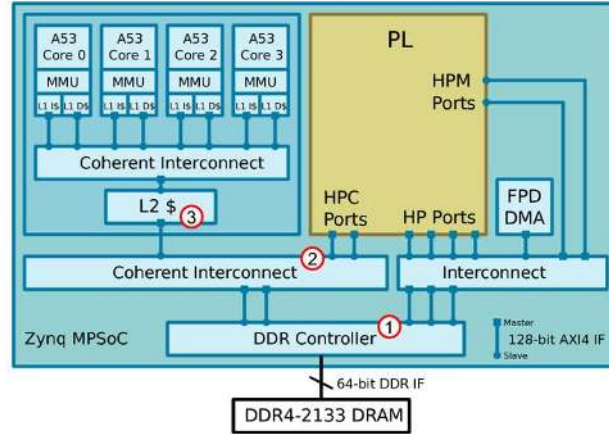 A53 Core 0
A53 Core 1
A53 Core 2
A53 Core 3
MMU
MMU
MMU
MMU
L1 I$
L1 D$
L1 I$
L1 D$
L1 I$
L1 D$
L1 I$
L1 D$
Coherent Interconnect
L2 $
3
PL
HPM
Ports
HPC
Ports
HP Ports
FPD
DMA
2
Coherent Interconnect
Interconnect
1
DDR Controller
Zynq MPSoC
Master
128-bit AXI4 IF
Slave
64-bit DDR IF
DDR4-2133 DRAM